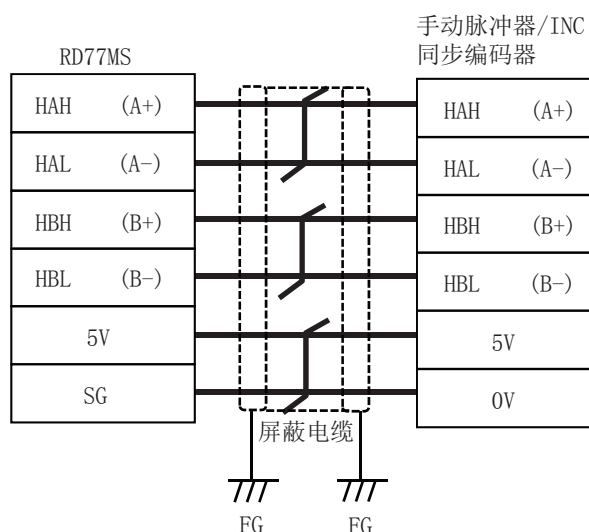 手动脉冲器/INC
同步编码器
RD77MS
HAH (A+)
HAL (A-)
HBH (B+)
HBL (B-)
5V
SG
HAH (A+)
HAL (A-)
HBH (B+)
HBL (B-)
5V
0V
屏蔽电缆
FG
FG